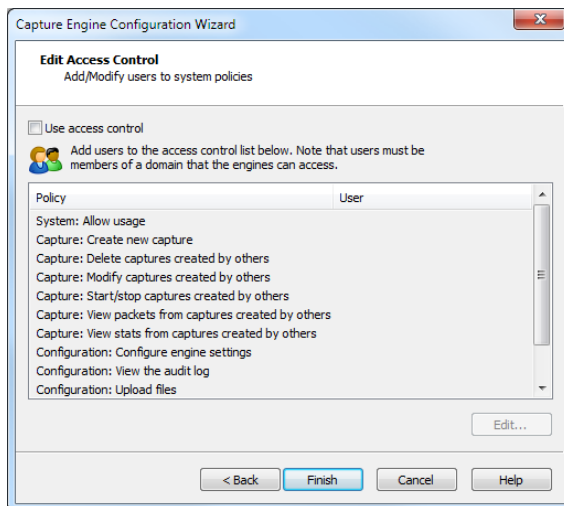 Capture Engine Configuration Wizard
Edit Access Control
Add/Modify users to system policies
Use access control
Add users to the access control list below. Note that users must be
members of a domain that the engines can access.
Policy User
System: Allow usage
Capture: Create new capture
Capture: Delete captures created by others
Capture: Modify captures created by others
Capture: Start/stop captures created by others
Capture: View packets from captures created by others
Capture: View stats from captures created by others
Configuration: Configure engine settings
Configuration: View the audit log
Configuration: Upload files
Edit...
< Back Finish Cancel Help